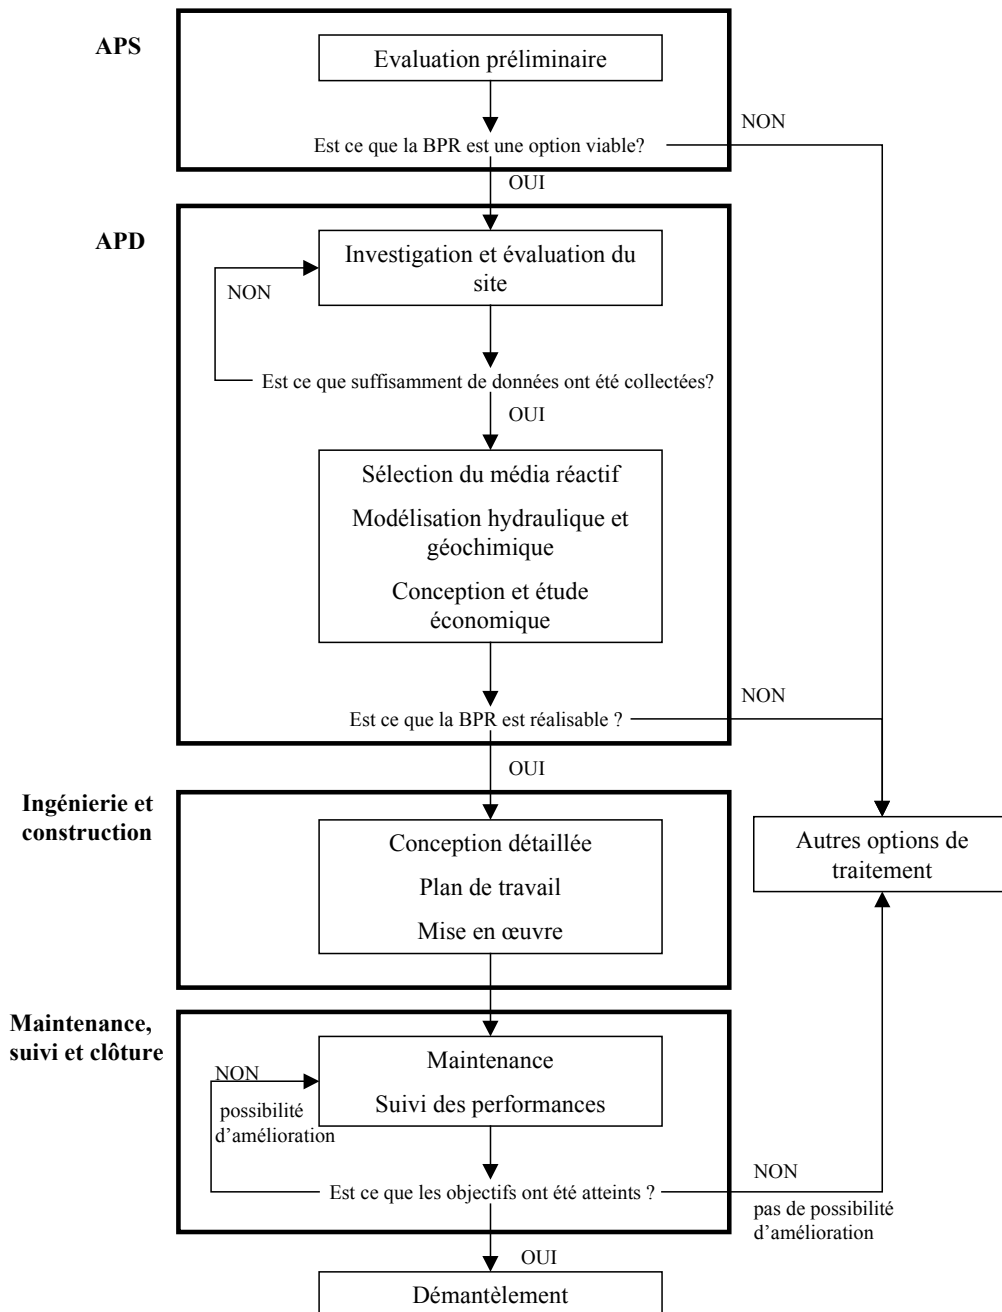 APS
Evaluation préliminaire
NON
Est ce que la BPR est une option viable?
OUI
APD
Investigation et évaluation du
site
NON
Est ce que suffisamment de données ont été collectées?
OUI
Sélection du média réactif
Modélisation hydraulique et
géochimique
Conception et étude
économique
NON
Est ce que la BPR est réalisable ?
OUI
Ingénierie et
construction
Conception détaillée
Plan de travail
Mise en œuvre
Autres options de
traitement
Maintenance,
suivi et clôture
NON
possibilité
d'amélioration
Maintenance
Suivi des performances
Est ce que les objectifs ont été atteints ?
NON
pas de possibilité
d'amélioration
OUI
Démantèlement